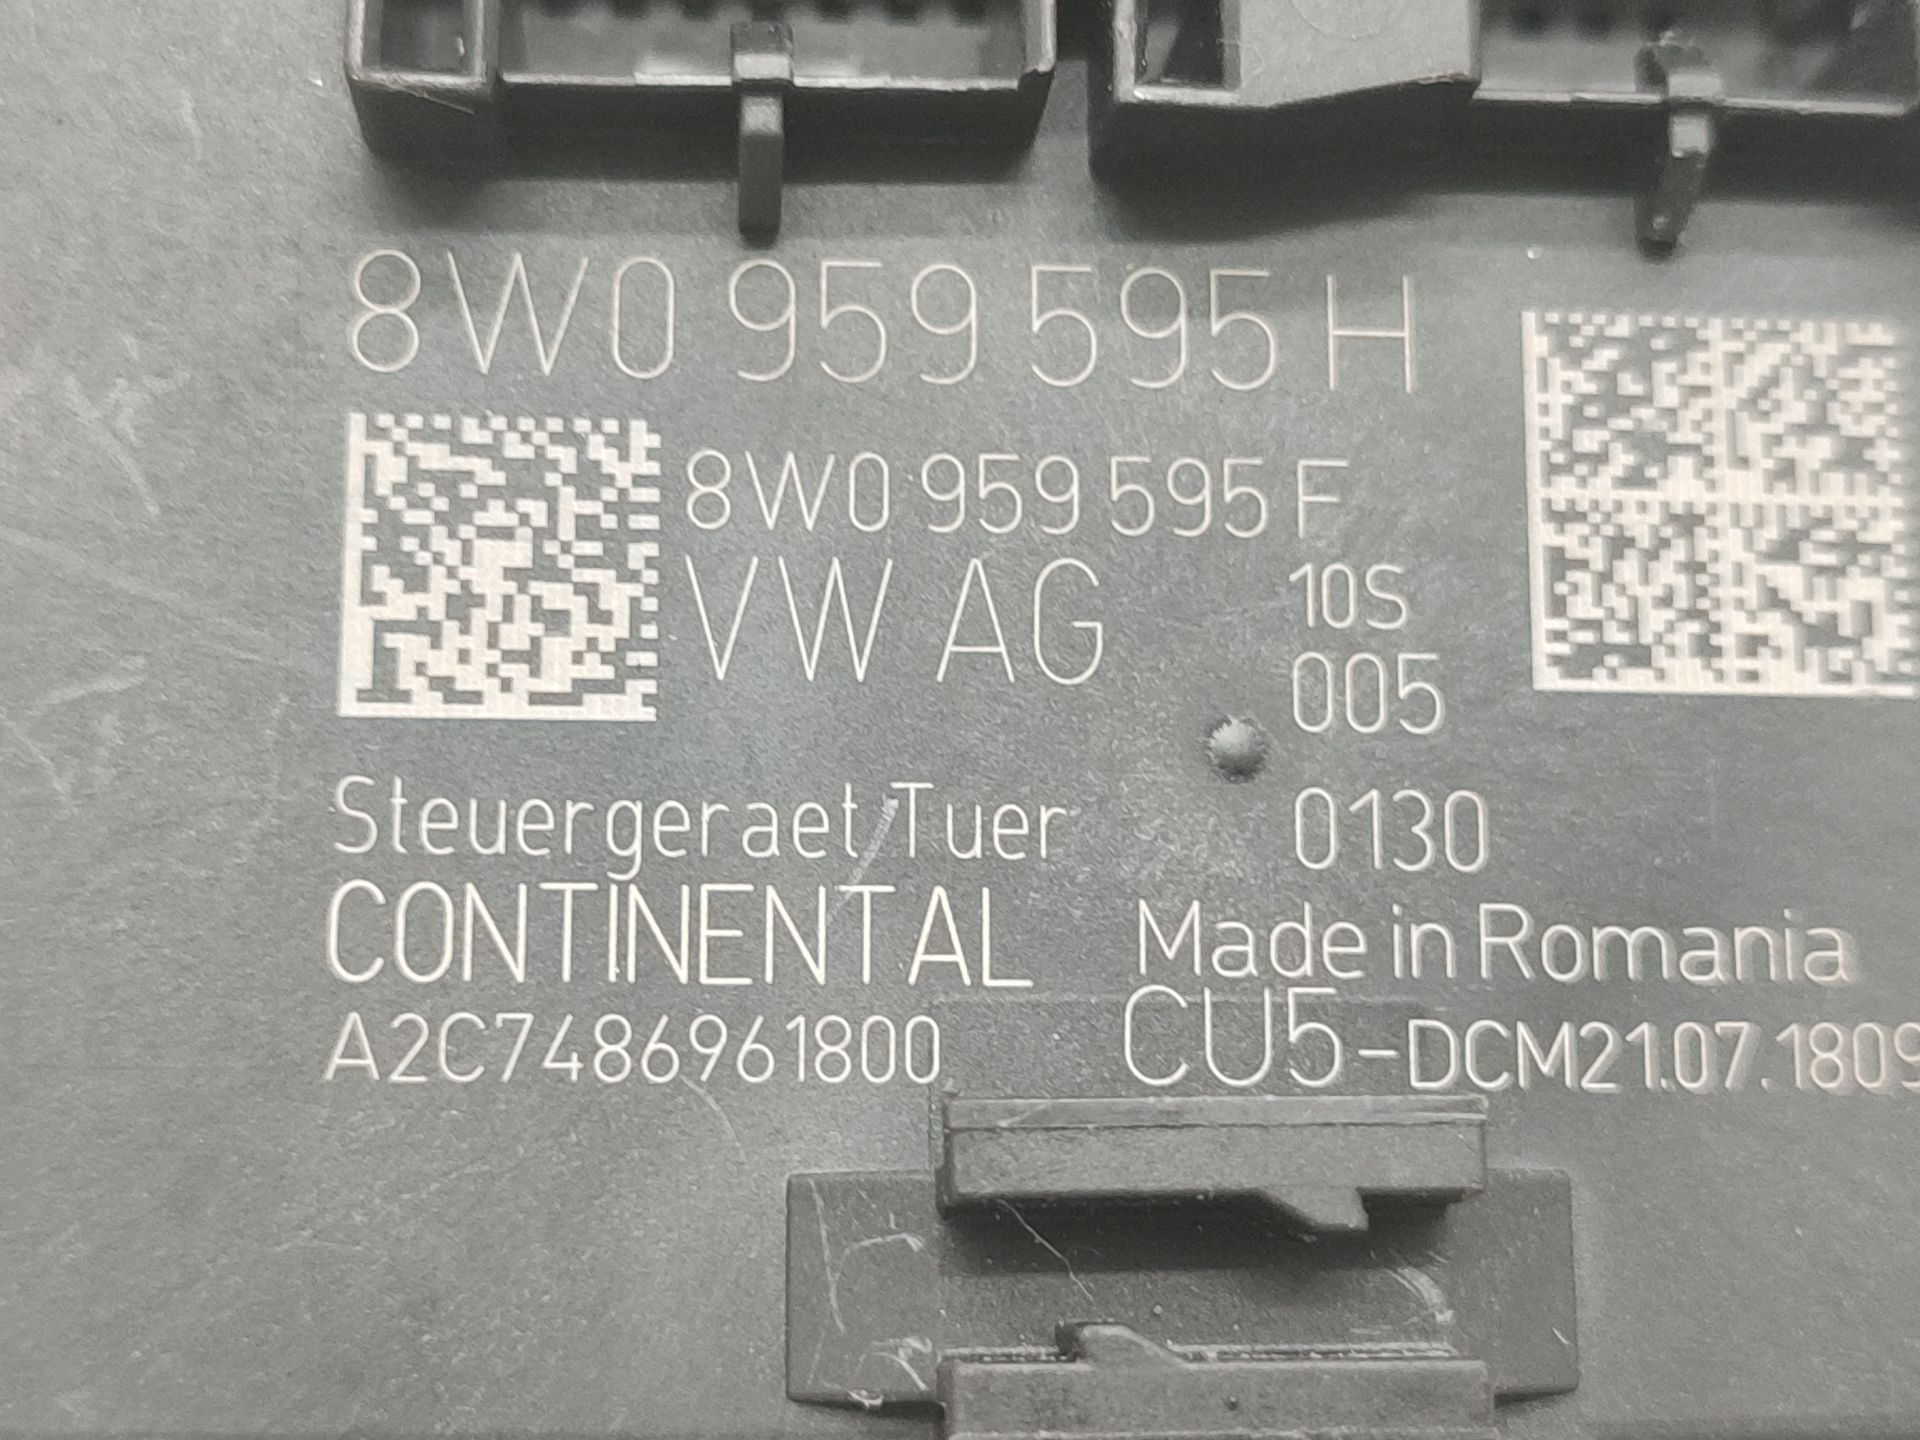 8W0 959 595 H
8W0 959 595 F
VW AG 10S
005
Steuergeraet Tuer 0130
CONTINENTAL Made in Romania
A2C7486961800 CU5-DCM21.07.1809